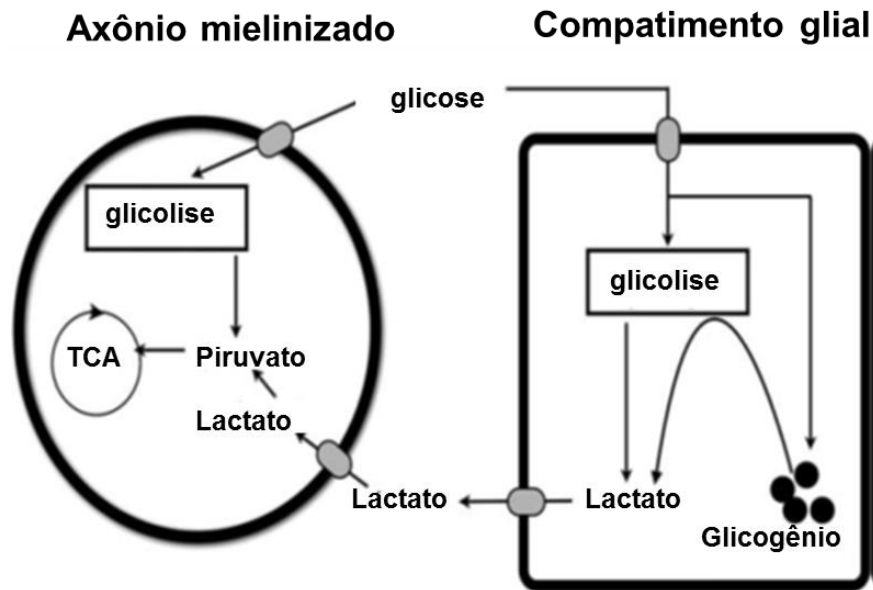 Axônio mielinizado
Compatimento glial
glicose
glicolise
glicolise
TCA
Piruvato
Lactato
Lactato
Lactato
Glicogênio